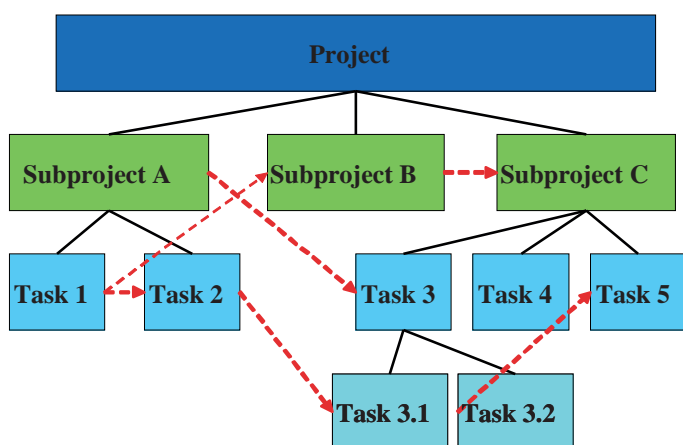 Project
Subproject A
Subproject B
Subproject C
Task 1
Task 2
Task 3
Task 4
Task 5
Task 3.1
Task 3.2